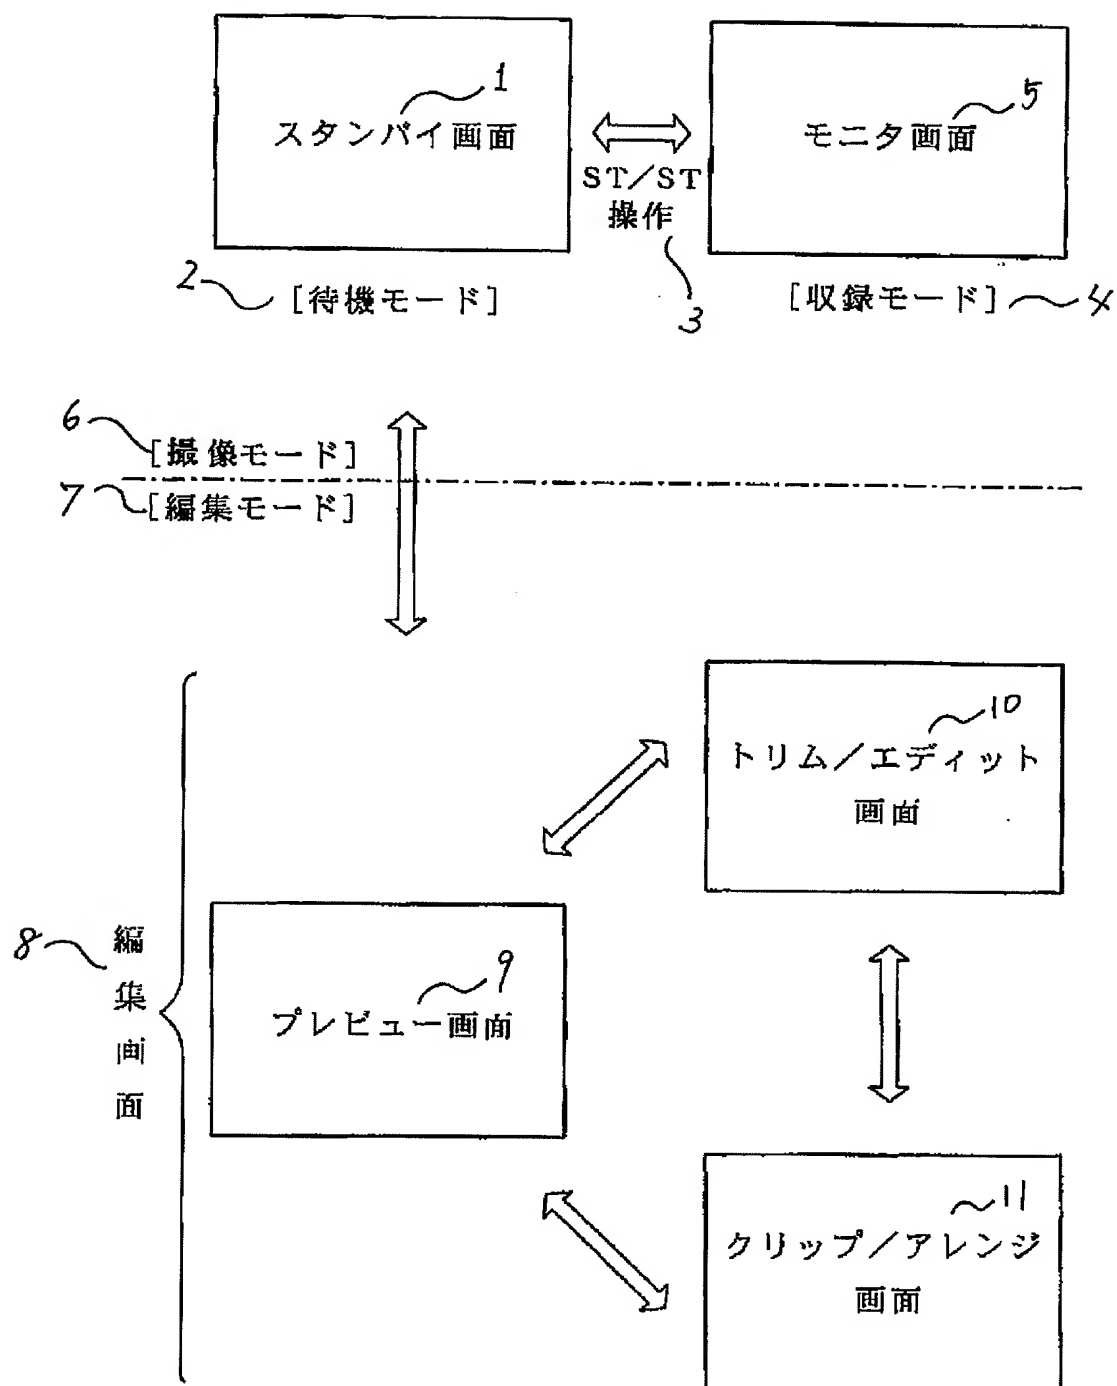 1
スタンバイ画面
5
モニタ画面
ST／ST
操作
2
[待機モード]
3
[収録モード]
4
6
[撮像モード]
7
[編集モード]
10
トリム／エディット
画面
8
編集画面
9
プレビュー画面
11
クリップ／アレンジ
画面